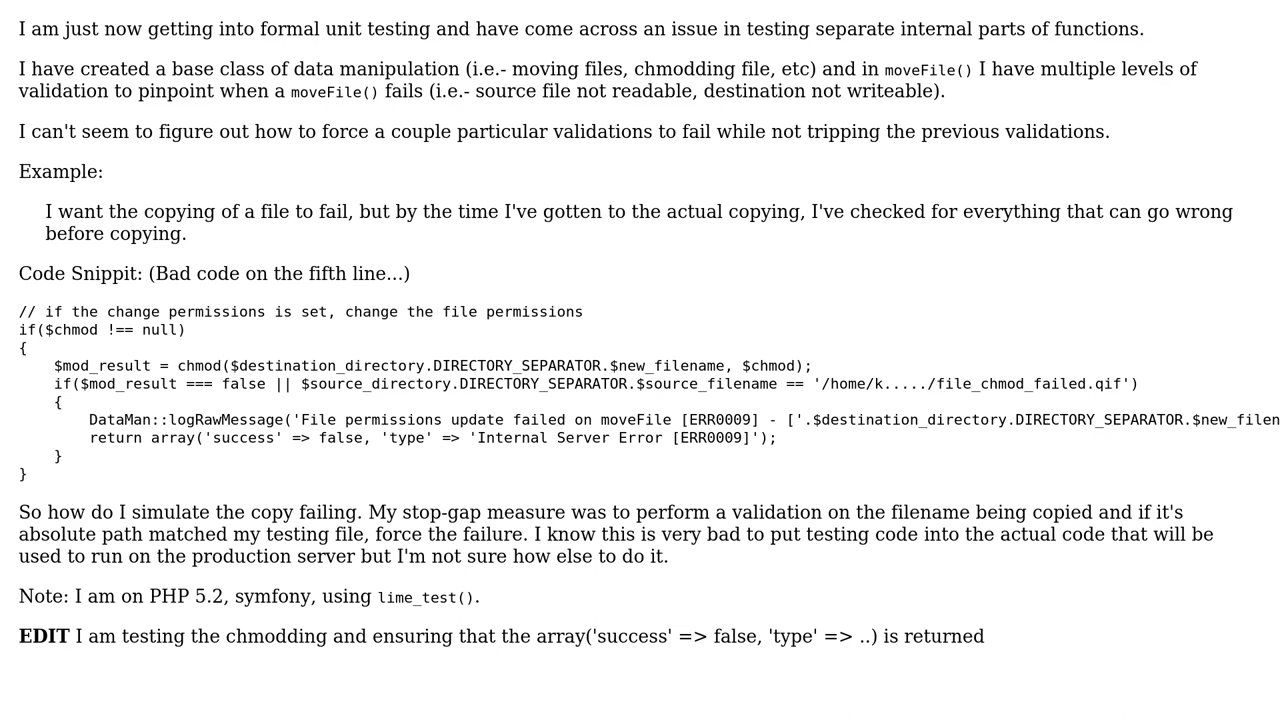 I am just now getting into formal unit testing and have come across an issue in testing separate internal parts of functions.
I have created a base class of data manipulation (i.e.- moving files, chmodding file, etc) and in moveFile() I have multiple levels of
validation to pinpoint when a moveFile() fails (i.e.- source file not readable, destination not writeable).
I can't seem to figure out how to force a couple particular validations to fail while not tripping the previous validations.
Example:
I want the copying of a file to fail, but by the time I've gotten to the actual copying, I've checked for everything that can go wrong
before copying.
Code Snippit: (Bad code on the fifth line...)
// if the change permissions is set, change the file permissions
if($chmod !== null)
{
    $mod_result = chmod($destination_directory.DIRECTORY_SEPARATOR.$new_filename, $chmod);
    if($mod_result === false || $source_directory.DIRECTORY_SEPARATOR.$source_filename == '/home/k...../file_chmod_failed.qif')
    {
        DataMan::logRawMessage('File permissions update failed on moveFile [ERR0009] - ['.$destination_directory.DIRECTORY_SEPARATOR.$new_filen
        return array('success' => false, 'type' => 'Internal Server Error [ERR0009]');
    }
}
So how do I simulate the copy failing. My stop-gap measure was to perform a validation on the filename being copied and if it's
absolute path matched my testing file, force the failure. I know this is very bad to put testing code into the actual code that will be
used to run on the production server but I'm not sure how else to do it.
Note: I am on PHP 5.2, symfony, using lime_test().
EDIT I am testing the chmodding and ensuring that the array('success' => false, 'type' => ..) is returned